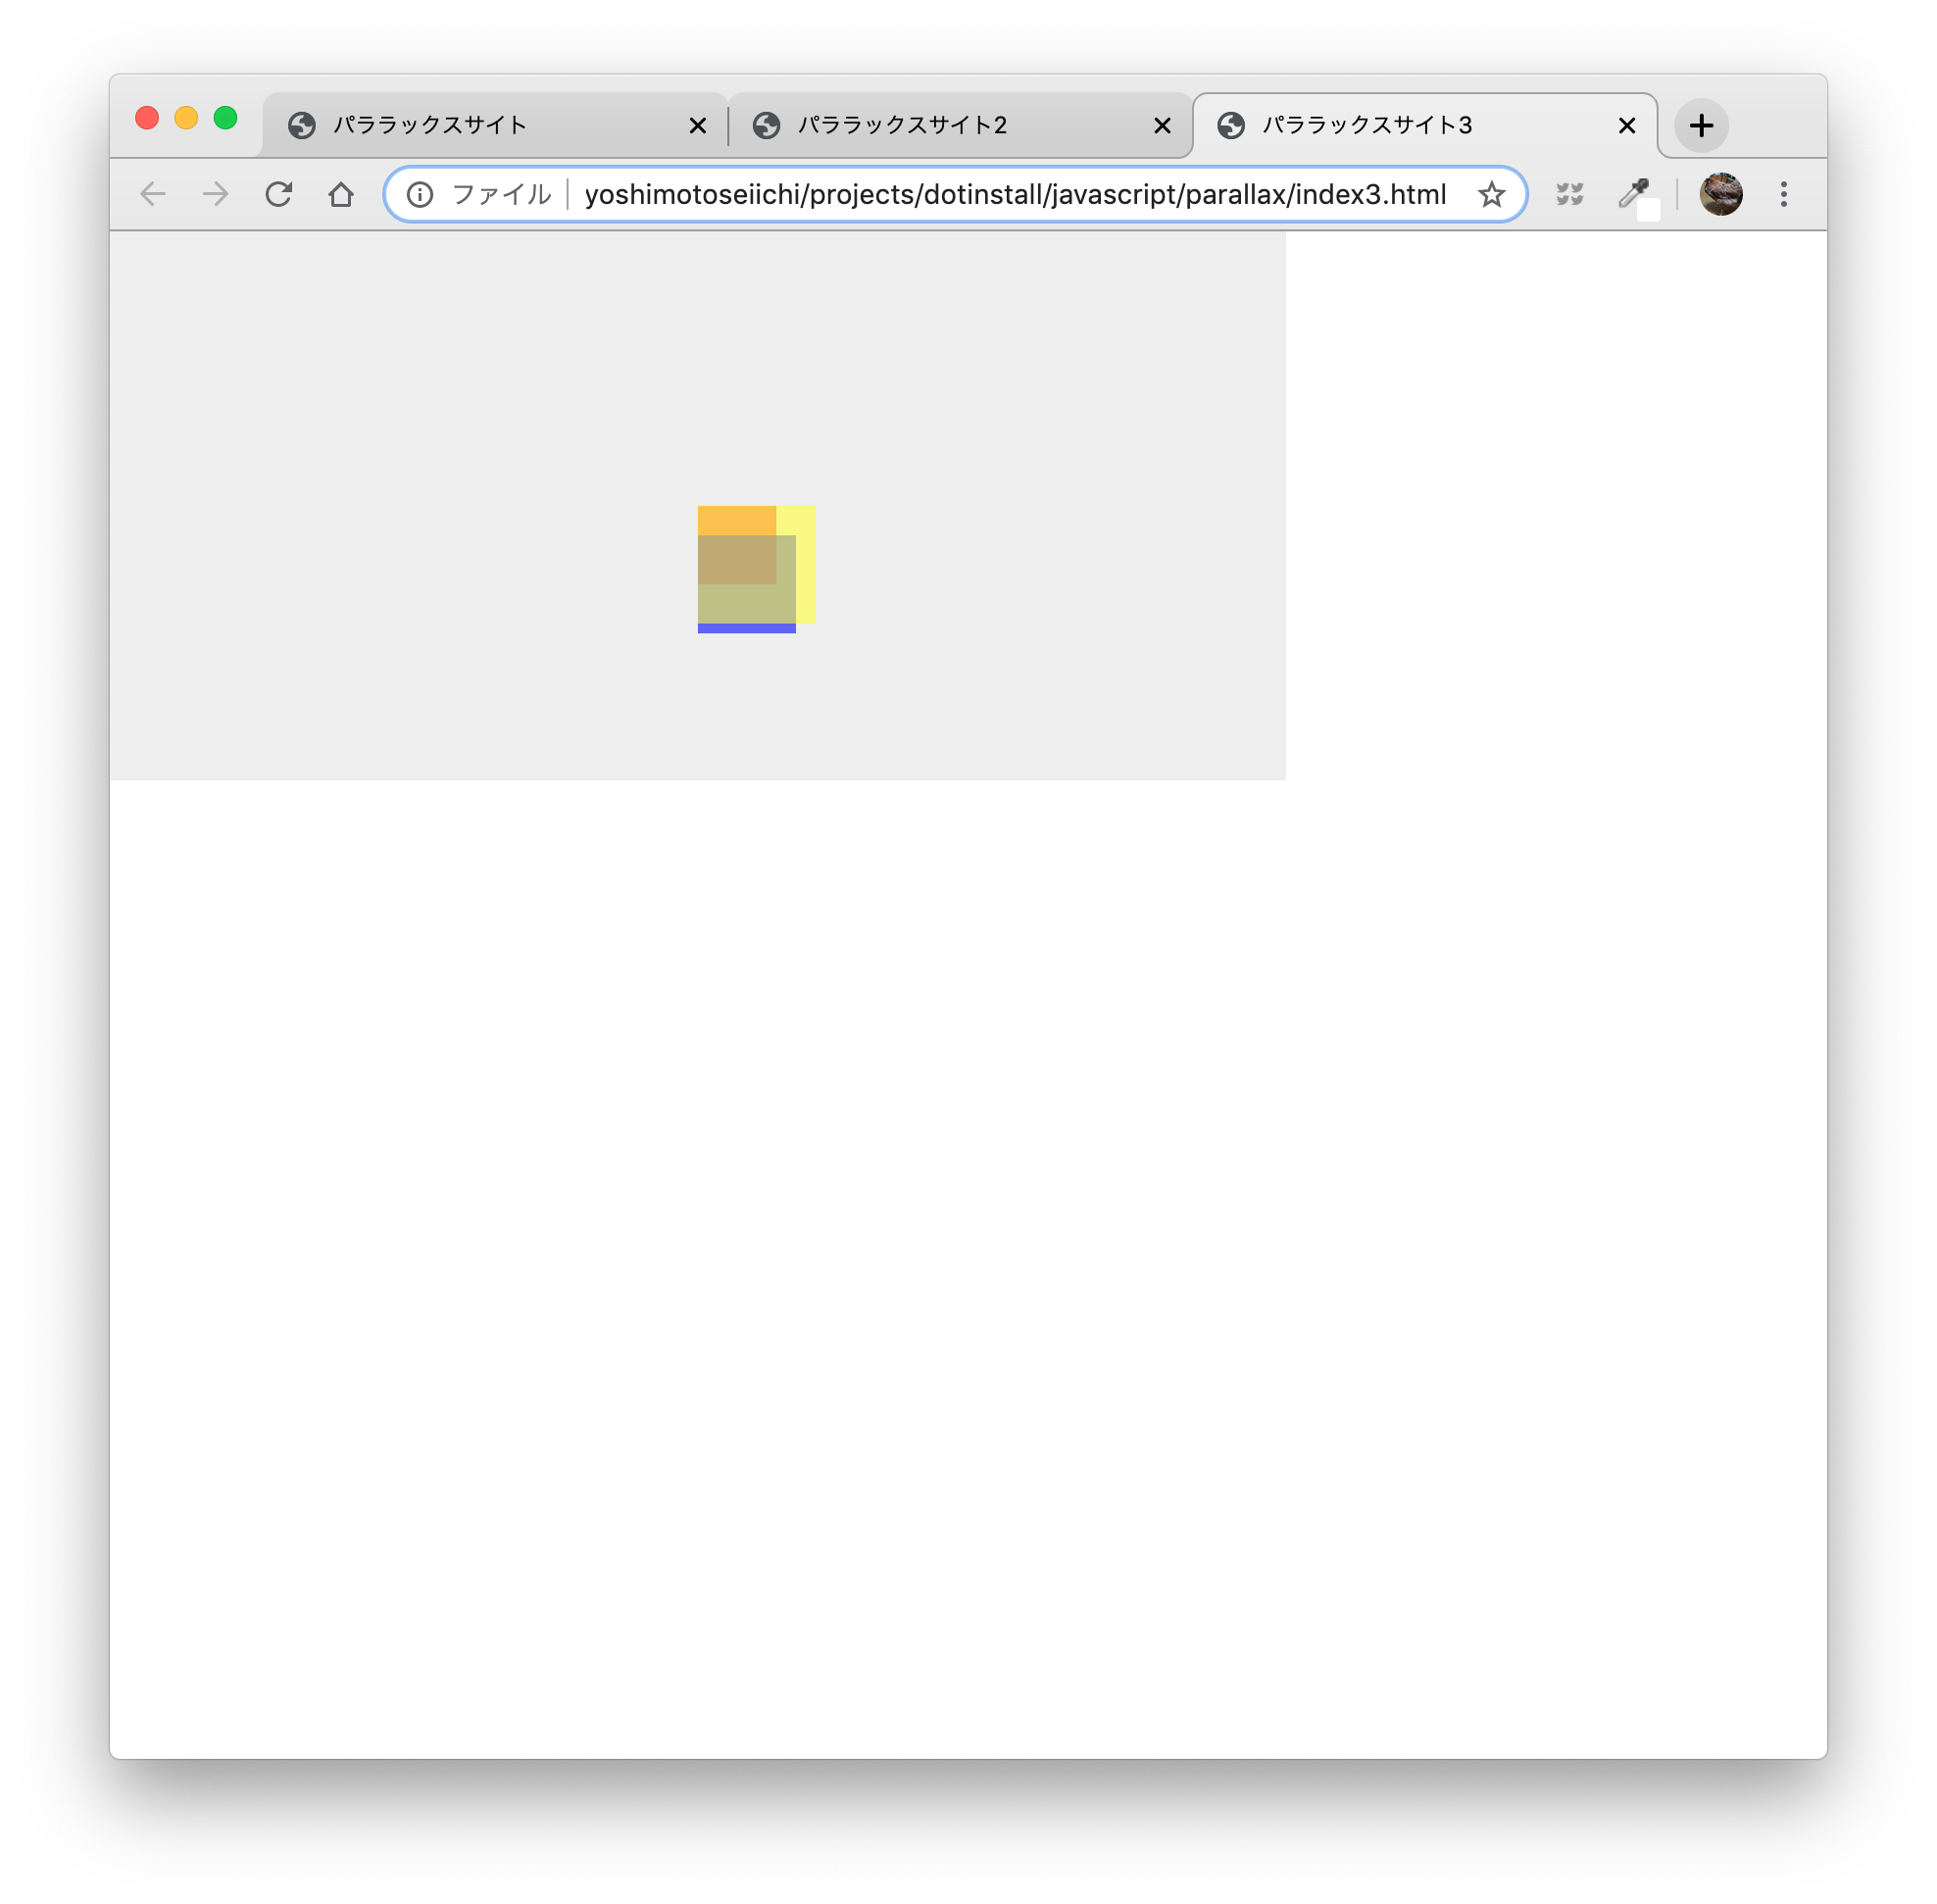 パララックスサイト
パララックスサイト2
パララックスサイト3
ファイル yoshimotoseiichi/projects/dotinstall/javascript/parallax/index3.html